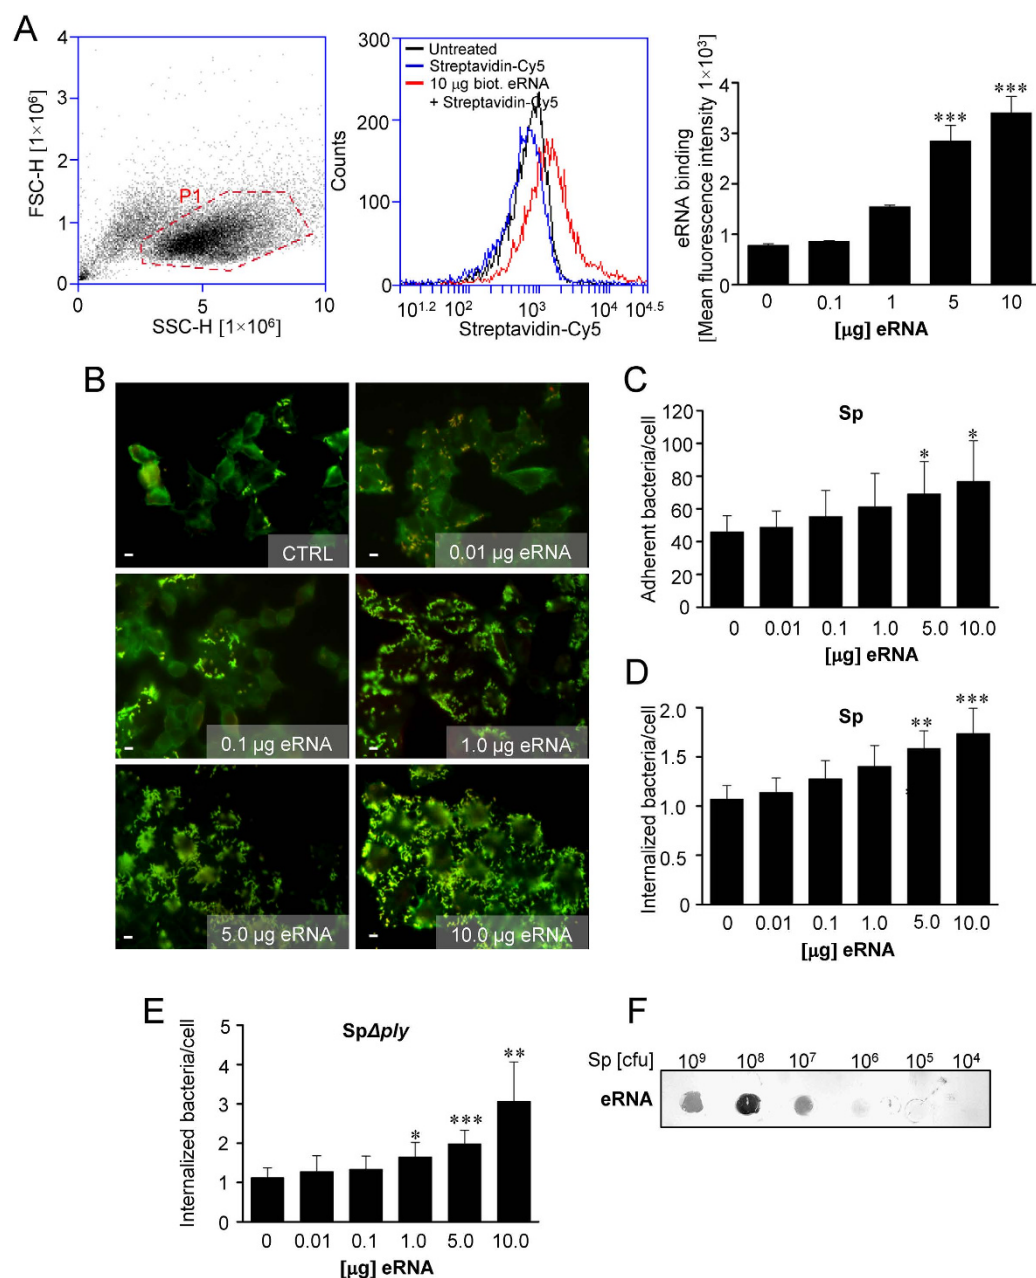 A
FSC-H [1×10⁶]
4
3
2
1
0
P1
0
5
10
SSC-H [1×10⁶]
Counts
300
200
100
0
Untreated
Streptavidin-Cy5
10 µg biot. eRNA
+ Streptavidin-Cy5
10¹·² 10² 10³ 10⁴ 10⁴·⁵
Streptavidin-Cy5
eRNA binding
[Mean fluorescence intensity 1×10³]
4
3
2
1
0
***
***
0 0.1 1 5 10
[µg] eRNA
B
CTRL
0.01 µg eRNA
0.1 µg eRNA
1.0 µg eRNA
5.0 µg eRNA
10.0 µg eRNA
C
Sp
Adherent bacteria/cell
120
100
80
60
40
20
0
*
*
0 0.01 0.1 1.0 5.0 10.0
[µg] eRNA
D
Sp
Internalized bacteria/cell
2.0
1.5
1.0
0.5
0
**
***
0 0.01 0.1 1.0 5.0 10.0
[µg] eRNA
E
SpΔply
Internalized bacteria/cell
5
4
3
2
1
0
*
***
**
0 0.01 0.1 1.0 5.0 10.0
[µg] eRNA
F
Sp [cfu] 10⁹ 10⁸ 10⁷ 10⁶ 10⁵ 10⁴
eRNA